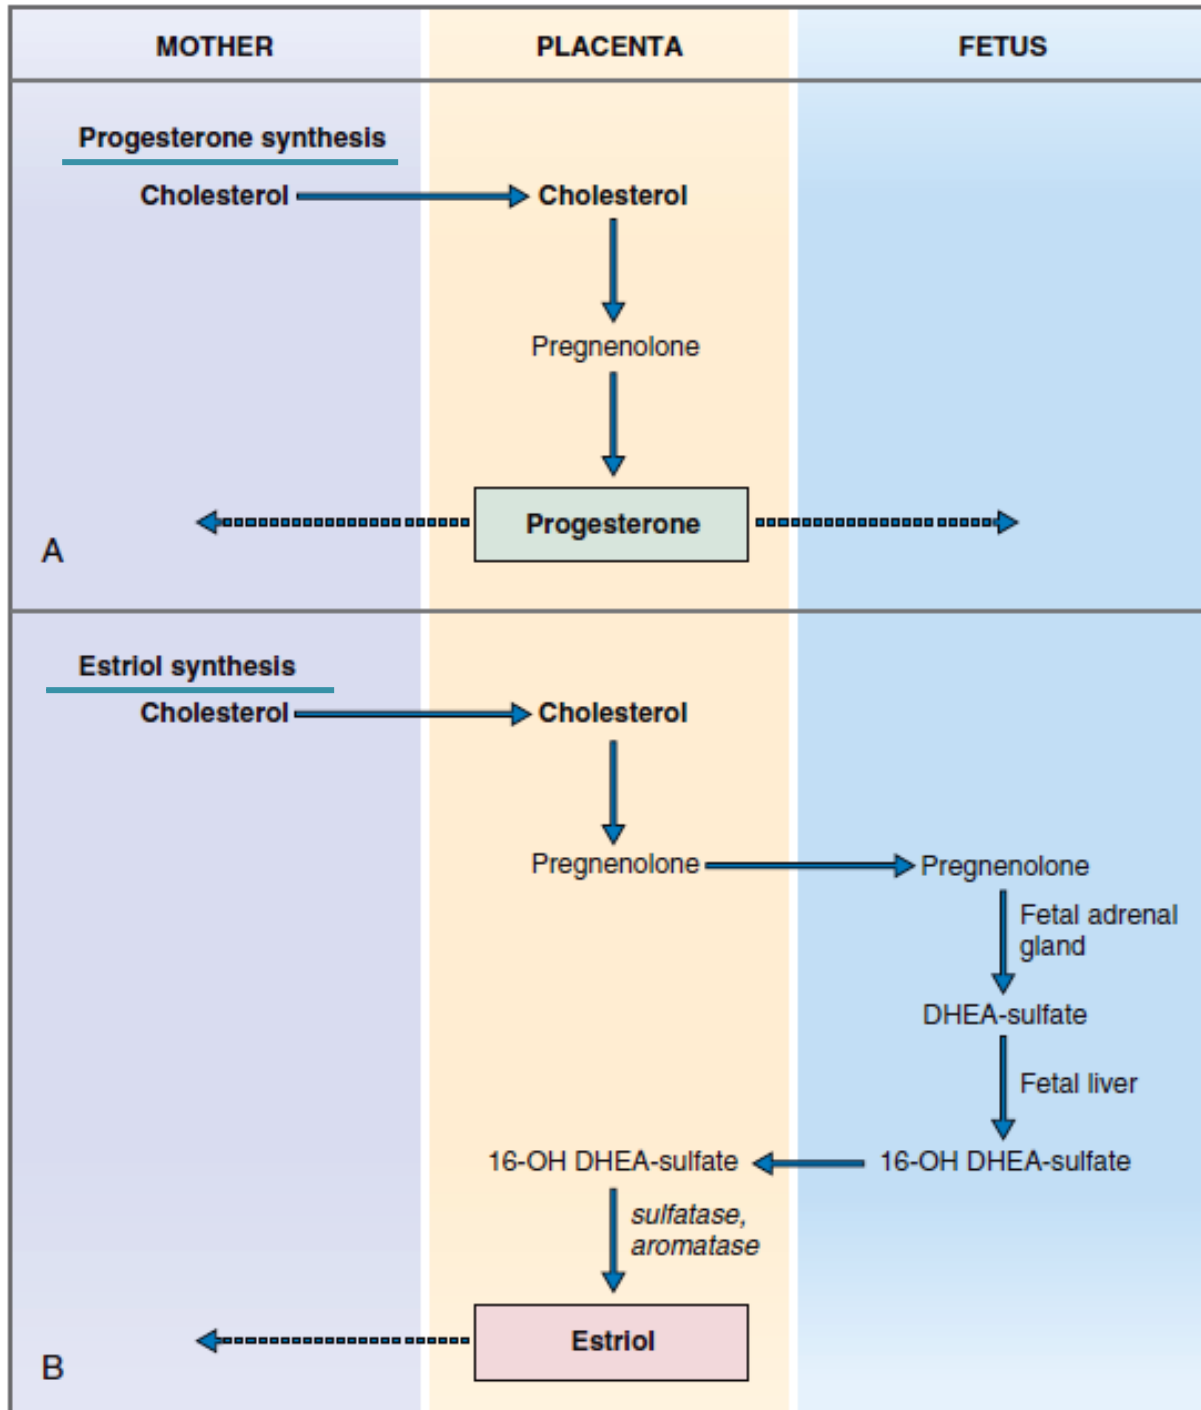 MOTHER PLACENTA FETUS
Progesterone synthesis
Cholesterol Cholesterol
Pregnenolone
Progesterone
A
Estriol synthesis
Cholesterol Cholesterol
Pregnenolone Pregnenolone
Fetal adrenal
gland
DHEA-sulfate
Fetal liver
16-OH DHEA-sulfate 16-OH DHEA-sulfate
sulfatase,
aromatase
Estriol
B